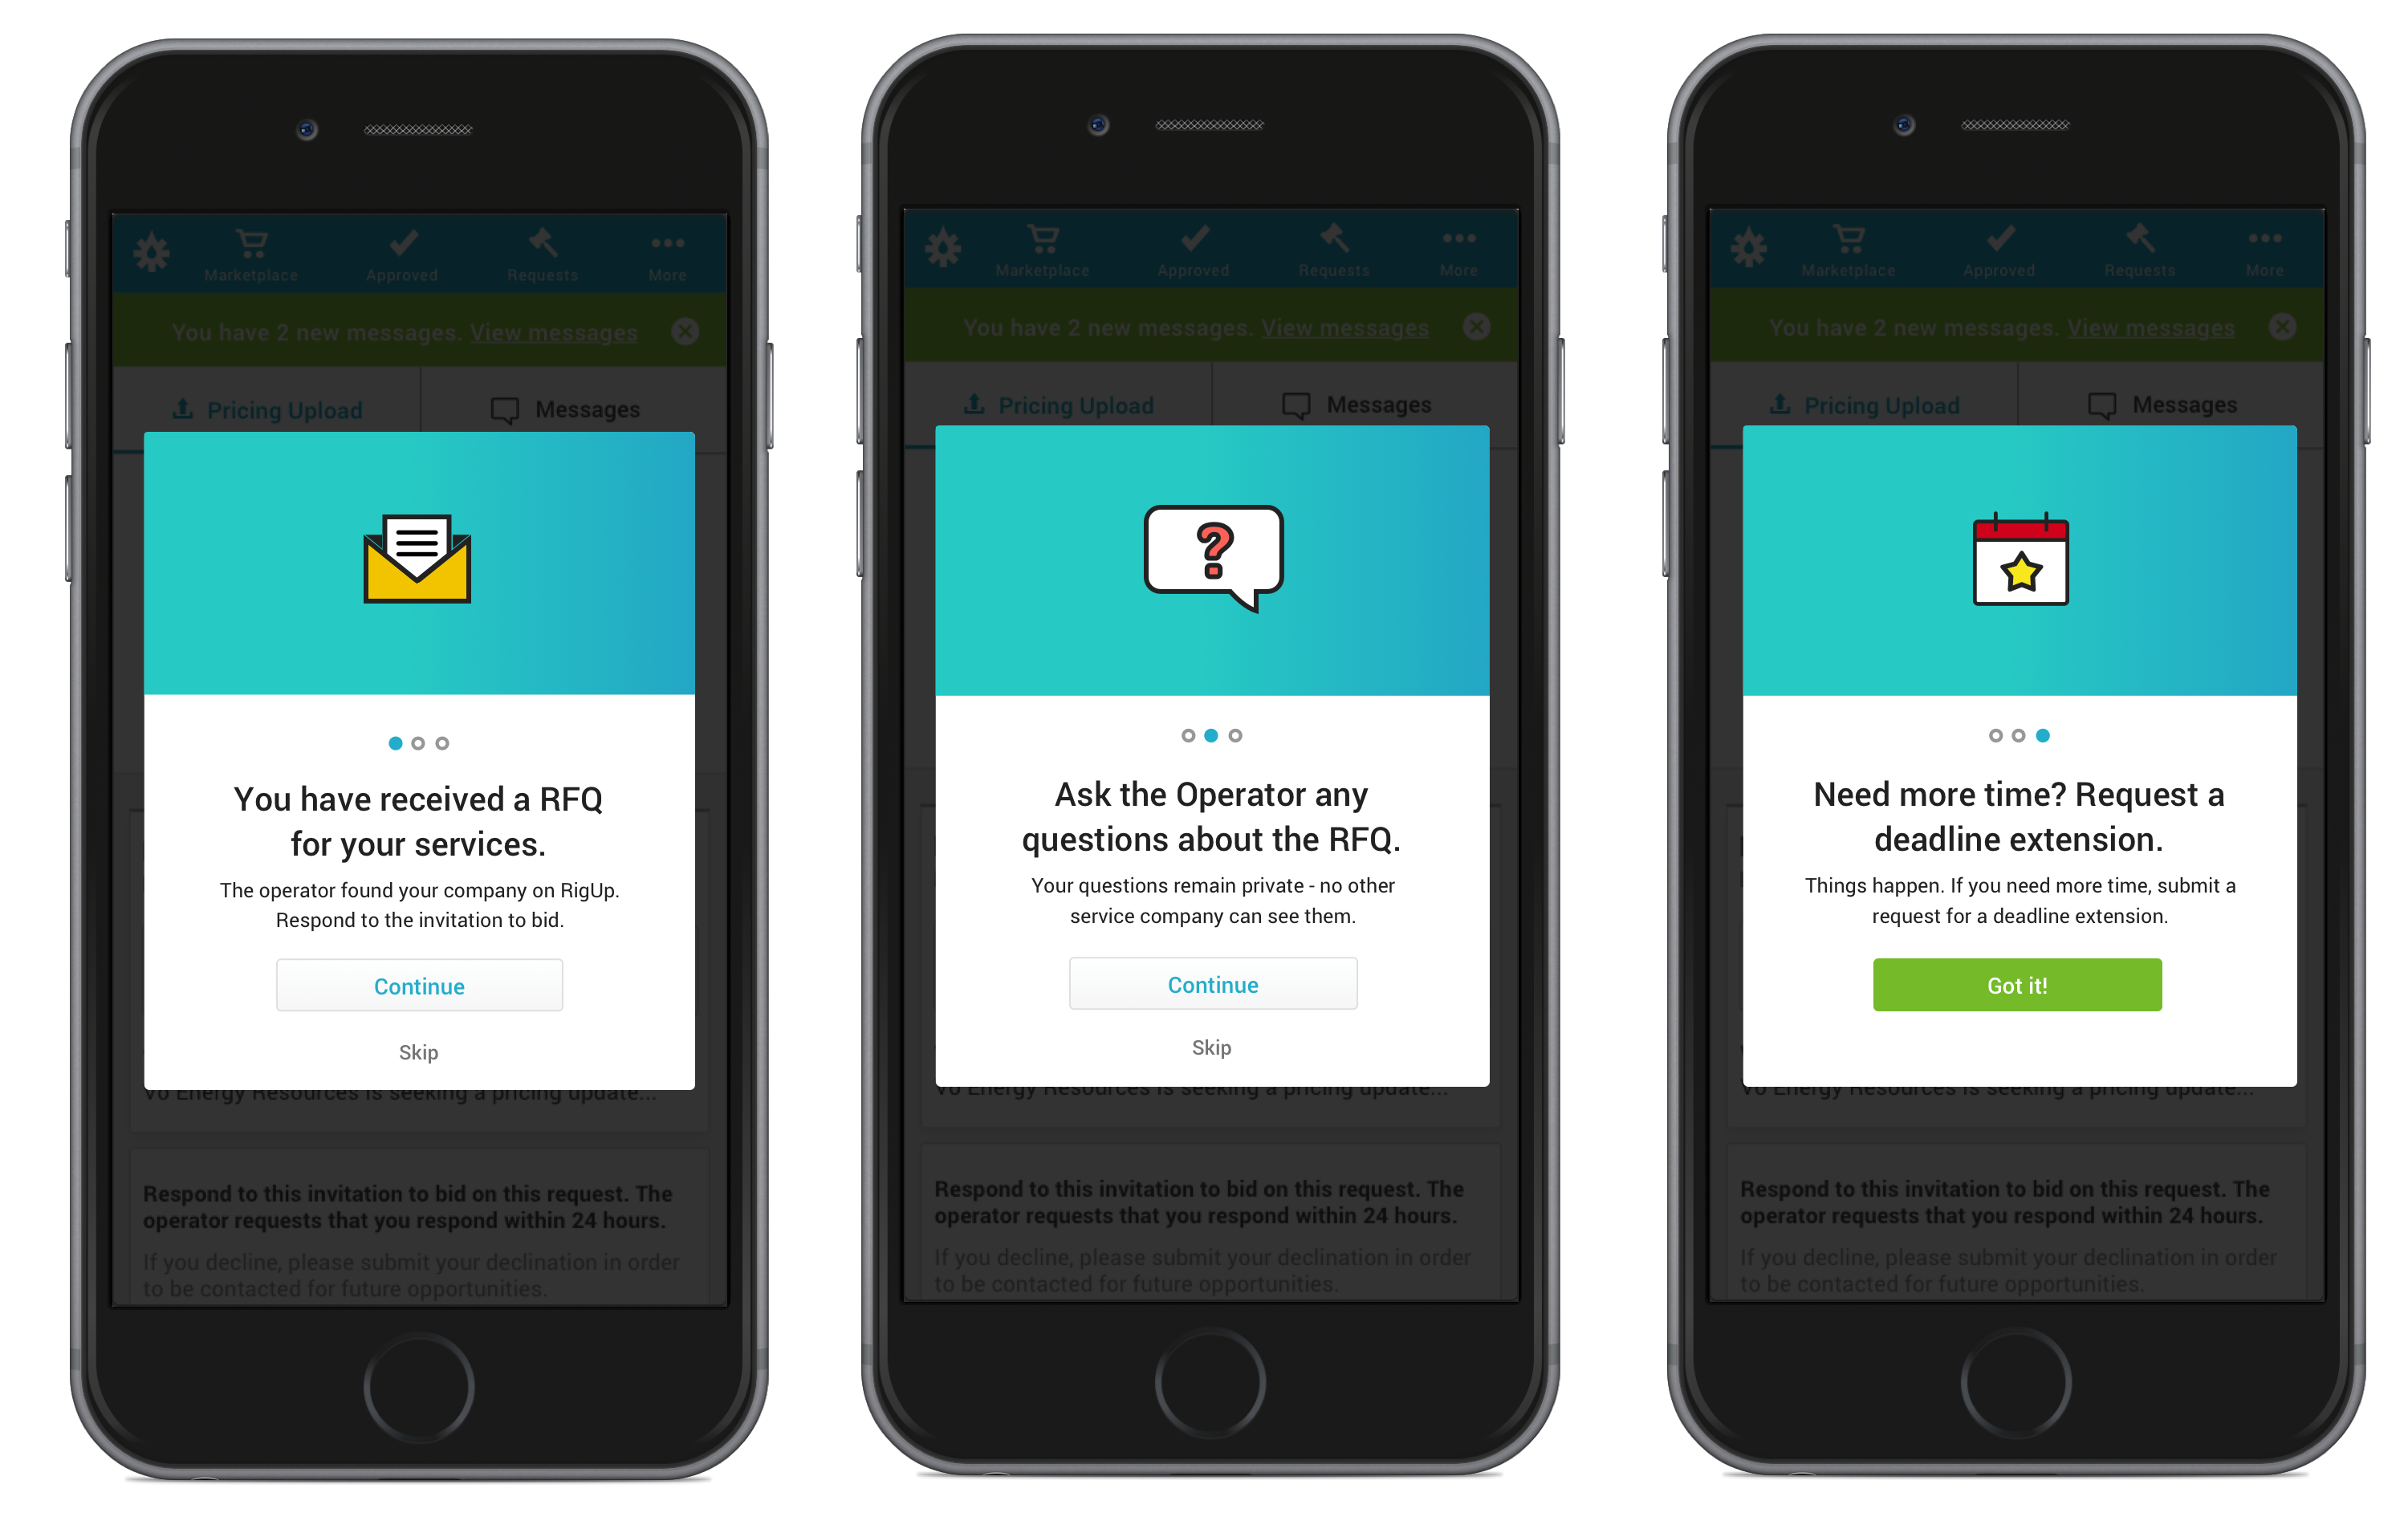 Marketplace
Approved
Requests
More
You have 2 new messages. View messages
Pricing Upload
Messages
You have received a RFQ
for your services.
The operator found your company on RigUp.
Respond to the invitation to bid.
Continue
Skip
Vo Energy Resources is seeking a pricing update...
Respond to this invitation to bid on this request. The
operator requests that you respond within 24 hours.
If you decline, please submit your declination in order
to be contacted for future opportunities.
Marketplace
Approved
Requests
More
You have 2 new messages. View messages
Pricing Upload
Messages
?
Ask the Operator any
questions about the RFQ.
Your questions remain private - no other
service company can see them.
Continue
Skip
Vo Energy Resources is seeking a pricing update...
Respond to this invitation to bid on this request. The
operator requests that you respond within 24 hours.
If you decline, please submit your declination in order
to be contacted for future opportunities.
Marketplace
Approved
Requests
More
You have 2 new messages. View messages
Pricing Upload
Messages
Need more time? Request a
deadline extension.
Things happen. If you need more time, submit a
request for a deadline extension.
Got it!
Vo Energy Resources is seeking a pricing update...
Respond to this invitation to bid on this request. The
operator requests that you respond within 24 hours.
If you decline, please submit your declination in order
to be contacted for future opportunities.